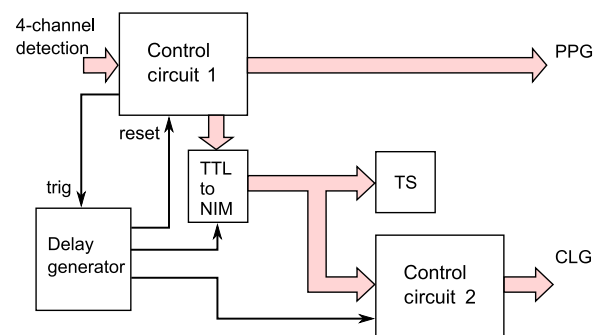 4-channel
detection
Control
circuit 1
PPG
reset
trig
TTL
to
NIM
TS
Delay
generator
Control
circuit 2
CLG